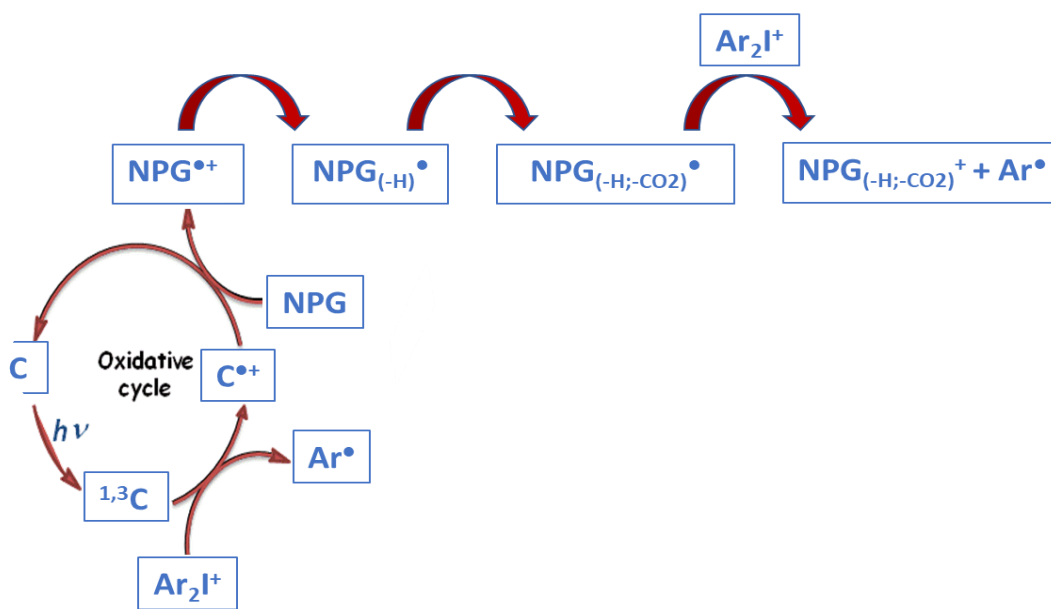 Ar₂I⁺
NPG•⁺
NPG₍₋H₎•
NPG₍₋H;₋CO2₎•
NPG₍₋H;₋CO2₎⁺ + Ar•
NPG
C
Oxidative
cycle
C•⁺
hν
Ar•
¹,³C
Ar₂I⁺